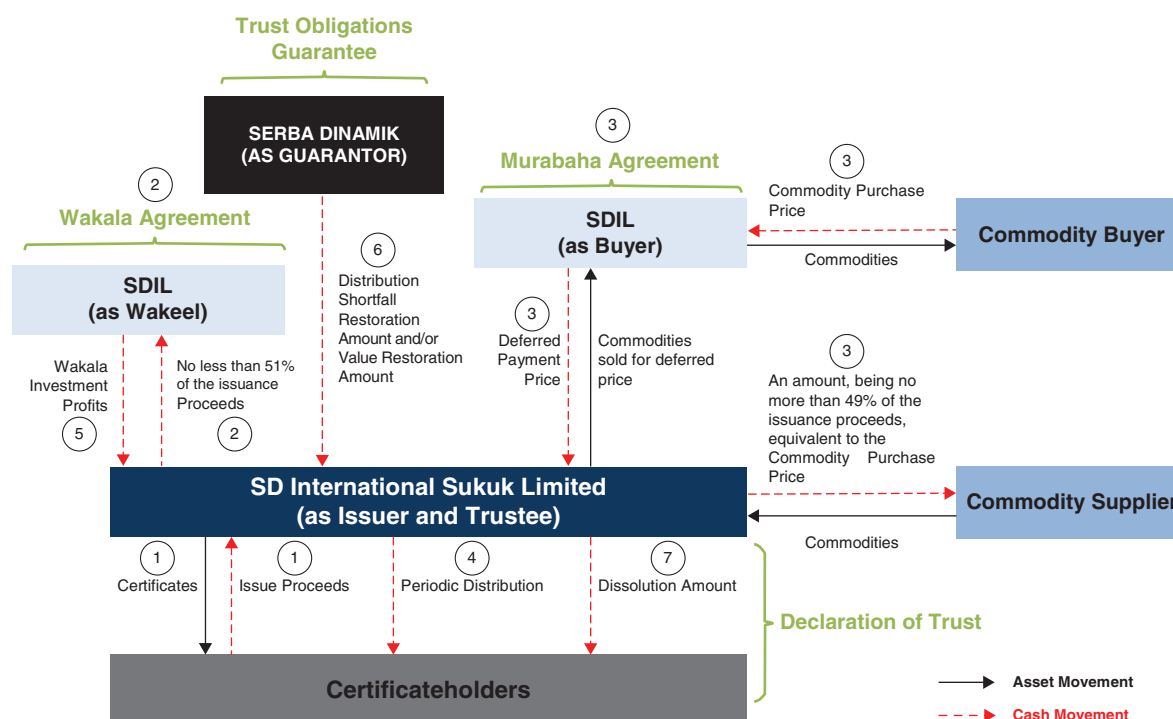 Trust Obligations
Guarantee
SERBA DINAMIK
(AS GUARANTOR)
3
Murabaha Agreement
3
Commodity Purchase
Price
2
Wakala Agreement
SDIL
(as Buyer)
Commodity Buyer
Commodities
SDIL
(as Wakeel)
6
Distribution
Shortfall
Restoration
Amount and/or
Value Restoration
Amount
3
Deferred
Payment
Price
Commodities
sold for deferred
price
3
An amount, being no
more than 49% of the
issuance proceeds,
equivalent to the
Commodity Purchase
Price
Wakala
Investment
Profits
5
No less than 51%
of the issuance
Proceeds
2
SD International Sukuk Limited
(as Issuer and Trustee)
Commodity Supplier
Commodities
1
Certificates
1
Issue Proceeds
4
Periodic Distribution
7
Dissolution Amount
Declaration of Trust
Certificateholders
Asset Movement
Cash Movement